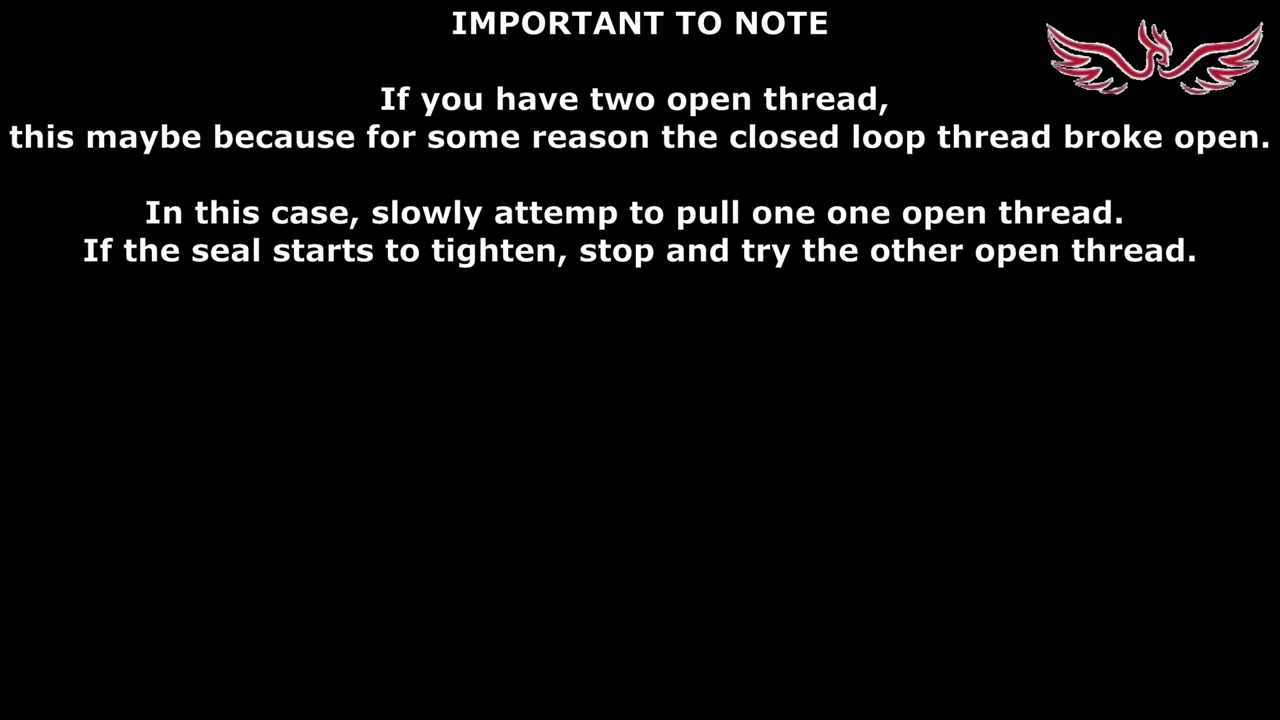 IMPORTANT TO NOTE
If you have two open thread,
this maybe because for some reason the closed loop thread broke open.
In this case, slowly attemp to pull one one open thread.
If the seal starts to tighten, stop and try the other open thread.